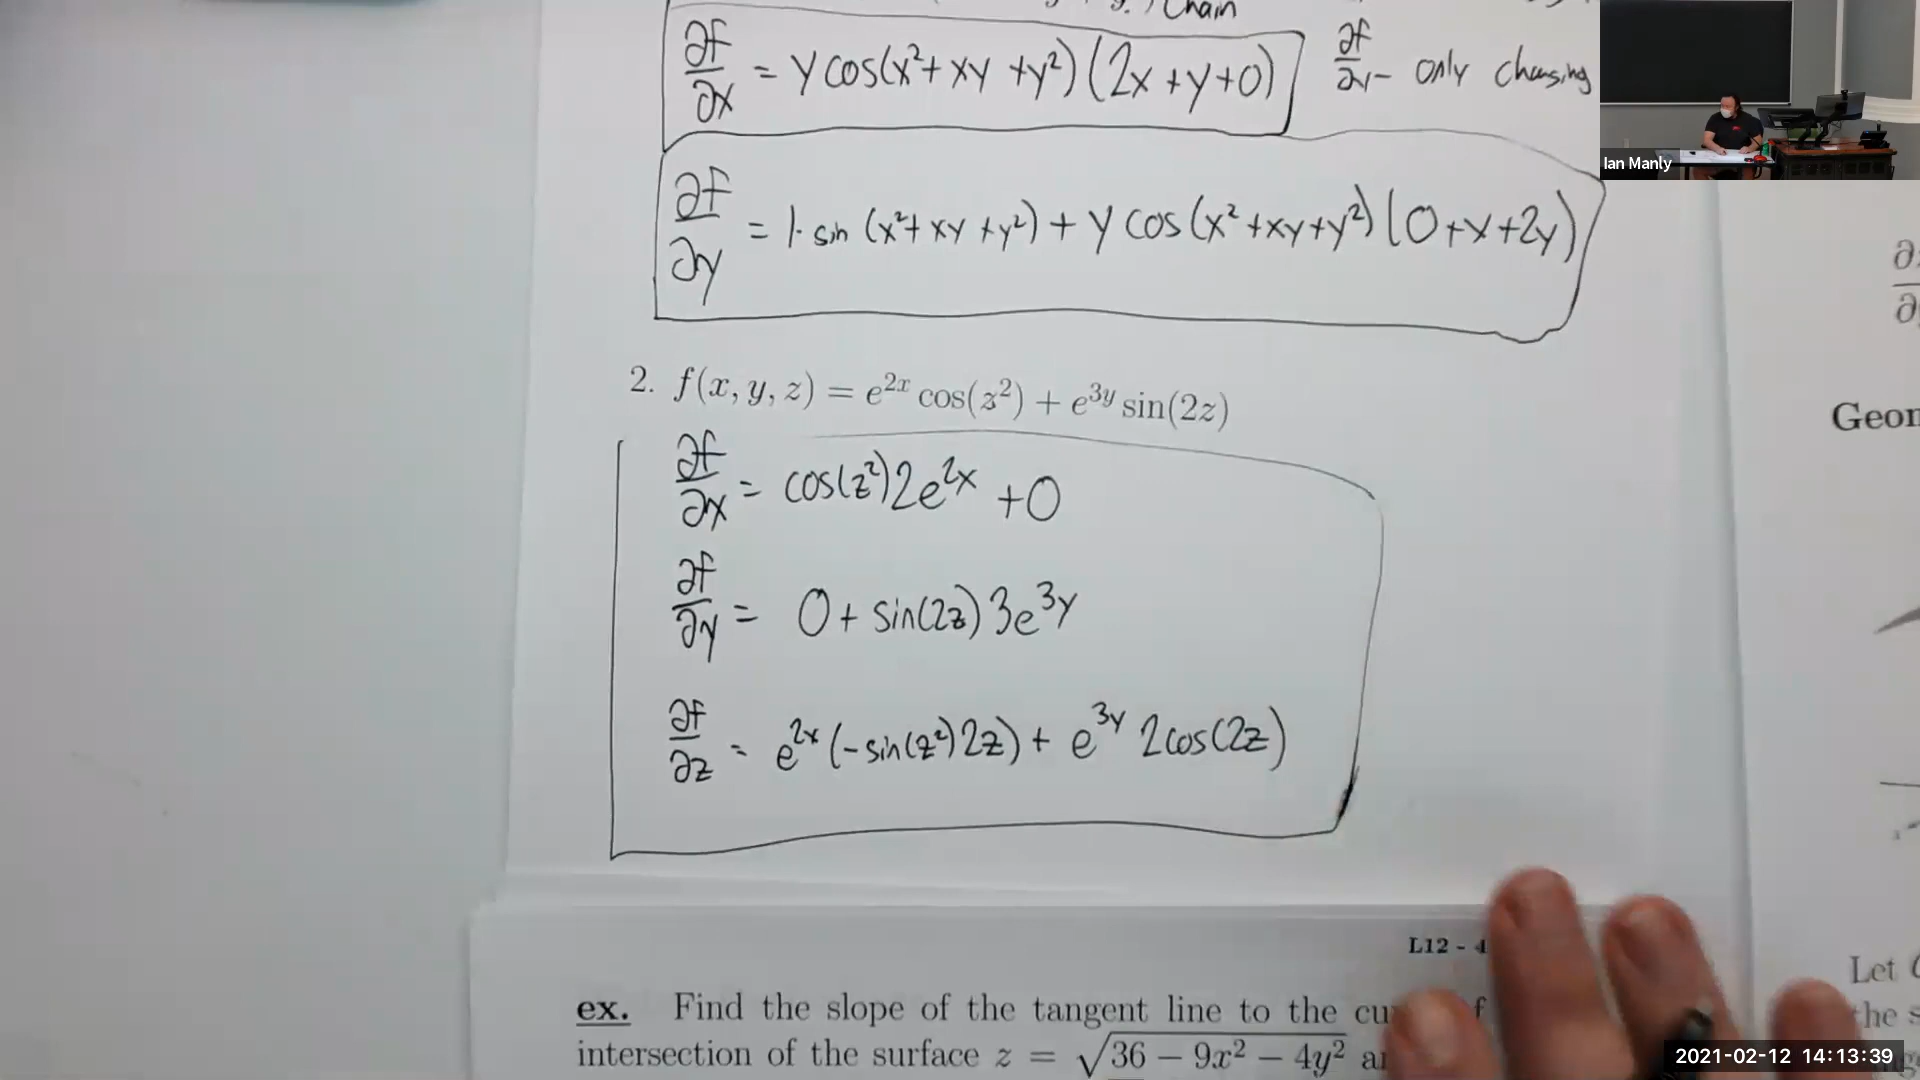 Chain
∂f/∂x = y cos(x²+ xy +y²) (2x +y+0)
∂f/∂y - only changing
Ian Manly
∂f/∂y = 1· sin (x²+ xy +y²) + y cos(x²+xy+y²) (0+x+2y)
2. f(x, y, z) = e^{2x} cos(z²) + e^{3y} sin(2z)
∂f/∂x = cos(z²)2e^{2x} +0
Geon
∂f/∂y = 0+ sin(2z) 3e^{3y}
∂f/∂z = e^{2x} (-sin(z²)2z) + e^{3y} 2cos(2z)
L12 - 4
ex. Find the slope of the tangent line to the
intersection of the surface z = √(36 − 9x² − 4y²)
Let
2021-02-12 14:13:39